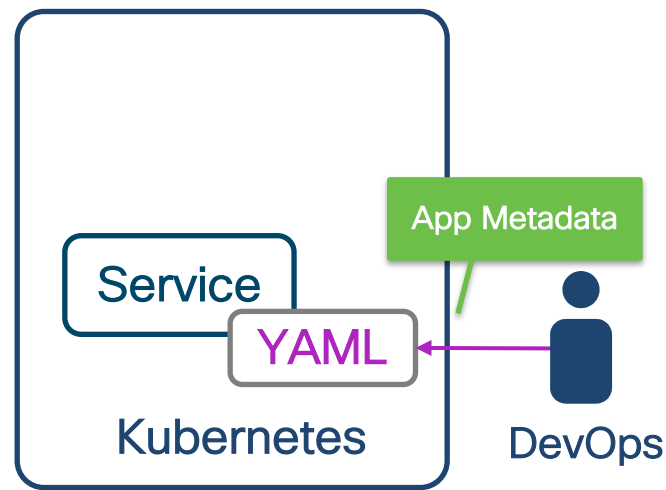 App Metadata
Service
YAML
Kubernetes
DevOps